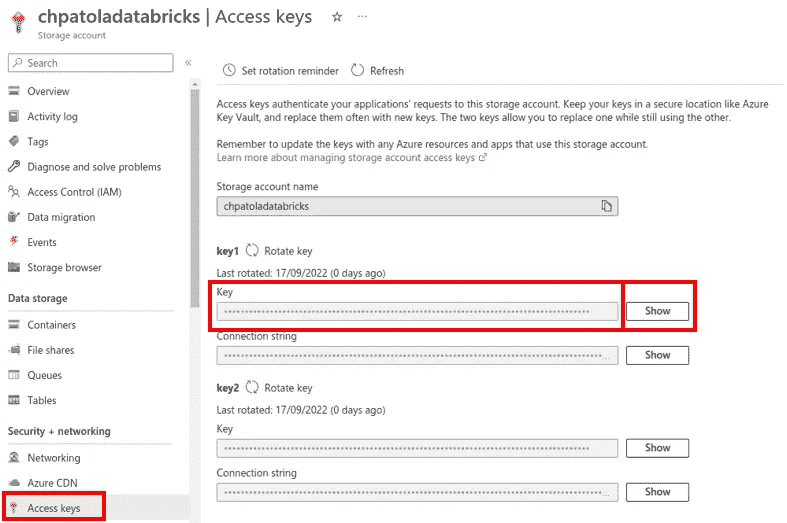 chpatoladatabricks | Access keys ☆ ...
Storage account
Search «
Overview
Activity log
Tags
Diagnose and solve problems
Access Control (IAM)
Data migration
Events
Storage browser
Data storage
Containers
File shares
Queues
Tables
Security + networking
Networking
Azure CDN
Access keys
Set rotation reminder Refresh
Access keys authenticate your applications' requests to this storage account. Keep your keys in a secure location like Azure
Key Vault, and replace them often with new keys. The two keys allow you to replace one while still using the other.
Remember to update the keys with any Azure resources and apps that use this storage account.
Learn more about managing storage account access keys
Storage account name
chpatoladatabricks
key1 Rotate key
Last rotated: 17/09/2022 (0 days ago)
Key
Show
Connection string
Show
key2 Rotate key
Last rotated: 17/09/2022 (0 days ago)
Key
Show
Connection string
Show